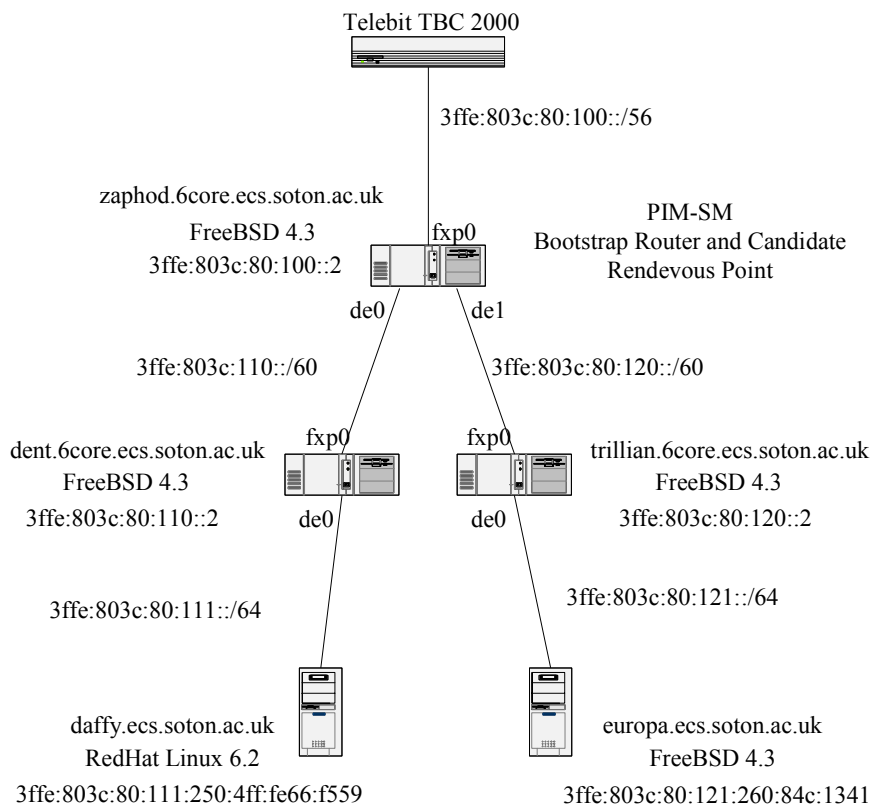 Telebit TBC 2000
3ffe:803c:80:100::/56
zaphod.6core.ecs.soton.ac.uk
FreeBSD 4.3
3ffe:803c:80:100::2
fxp0
PIM-SM
Bootstrap Router and Candidate
Rendevous Point
de0
de1
3ffe:803c:110::/60
3ffe:803c:80:120::/60
dent.6core.ecs.soton.ac.uk
FreeBSD 4.3
3ffe:803c:80:110::2
fxp0
de0
fxp0
de0
trillian.6core.ecs.soton.ac.uk
FreeBSD 4.3
3ffe:803c:80:120::2
3ffe:803c:80:111::/64
3ffe:803c:80:121::/64
daffy.ecs.soton.ac.uk
RedHat Linux 6.2
3ffe:803c:80:111:250:4ff:fe66:f559
europa.ecs.soton.ac.uk
FreeBSD 4.3
3ffe:803c:80:121:260:84c:1341